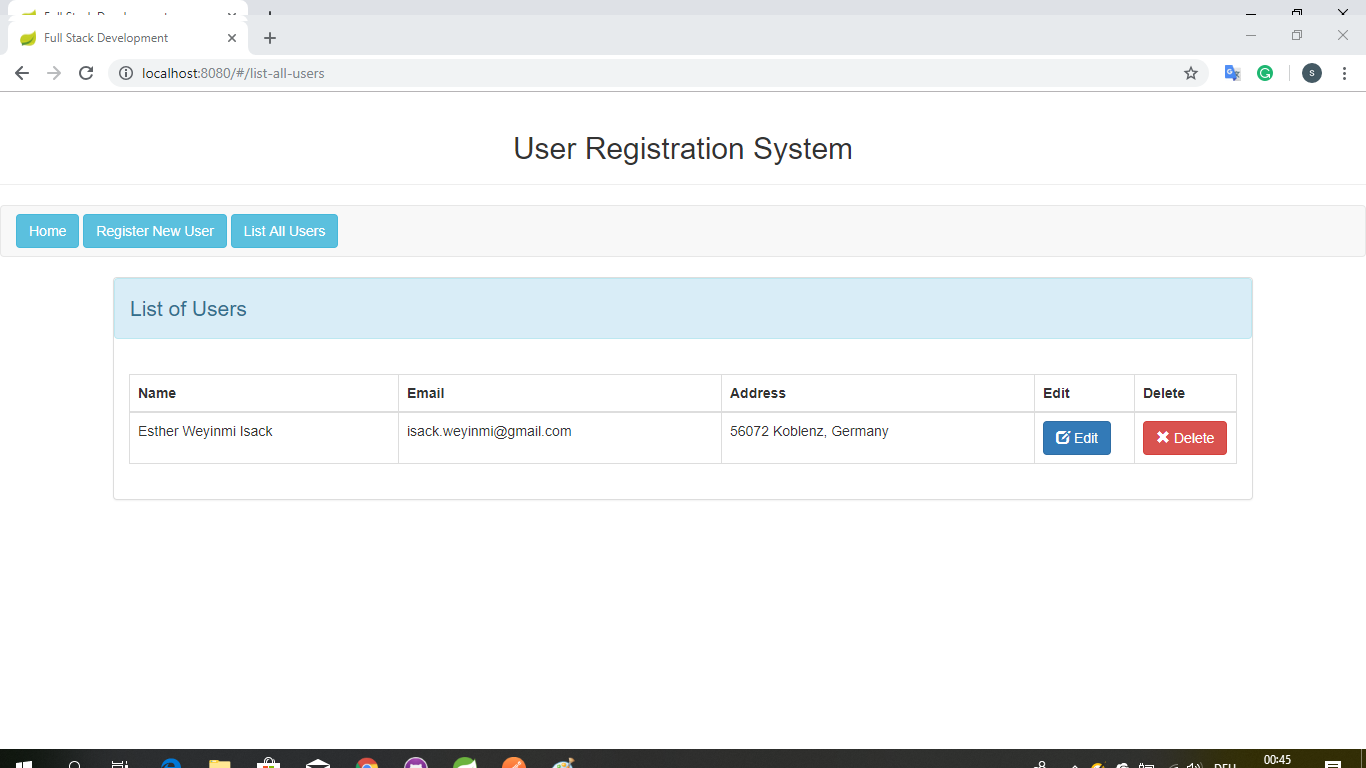 Full Stack Development
localhost:8080/#/list-all-users
S
User Registration System
Home Register New User List All Users
List of Users
Name Email Address Edit Delete
Esther Weyinmi Isack isack.weyinmi@gmail.com 56072 Koblenz, Germany Edit Delete
00:45
DEU